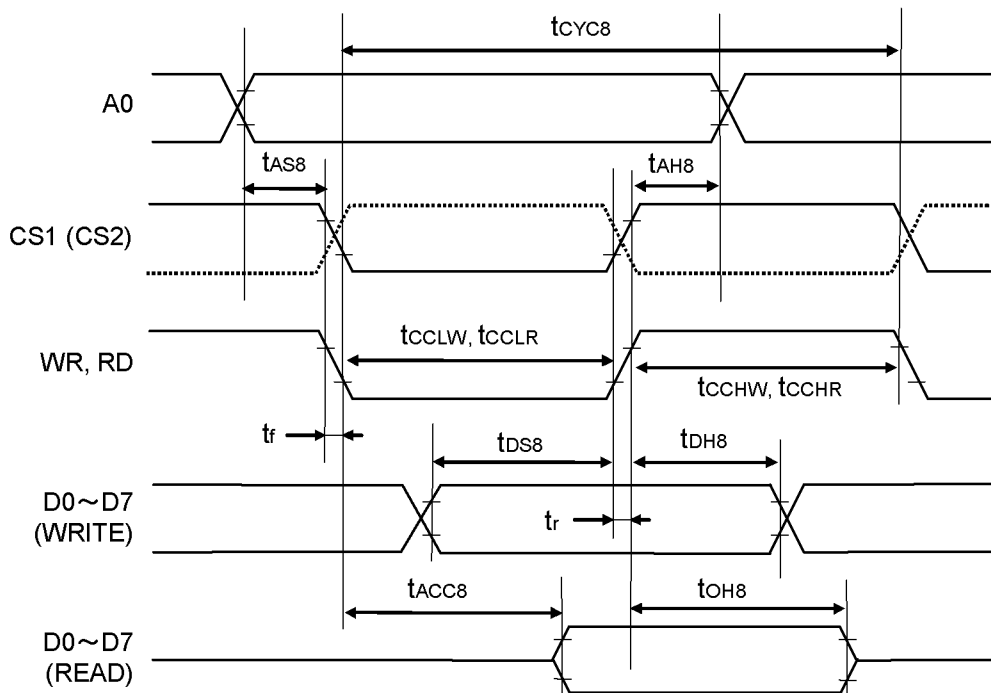 tCYC8
A0
tAS8
tAH8
CS1 (CS2)
tCCLW, tCCLR
WR, RD
tCCHW, tCCHR
tf
tDS8
tDH8
D0～D7
(WRITE)
tr
tACC8
tOH8
D0～D7
(READ)